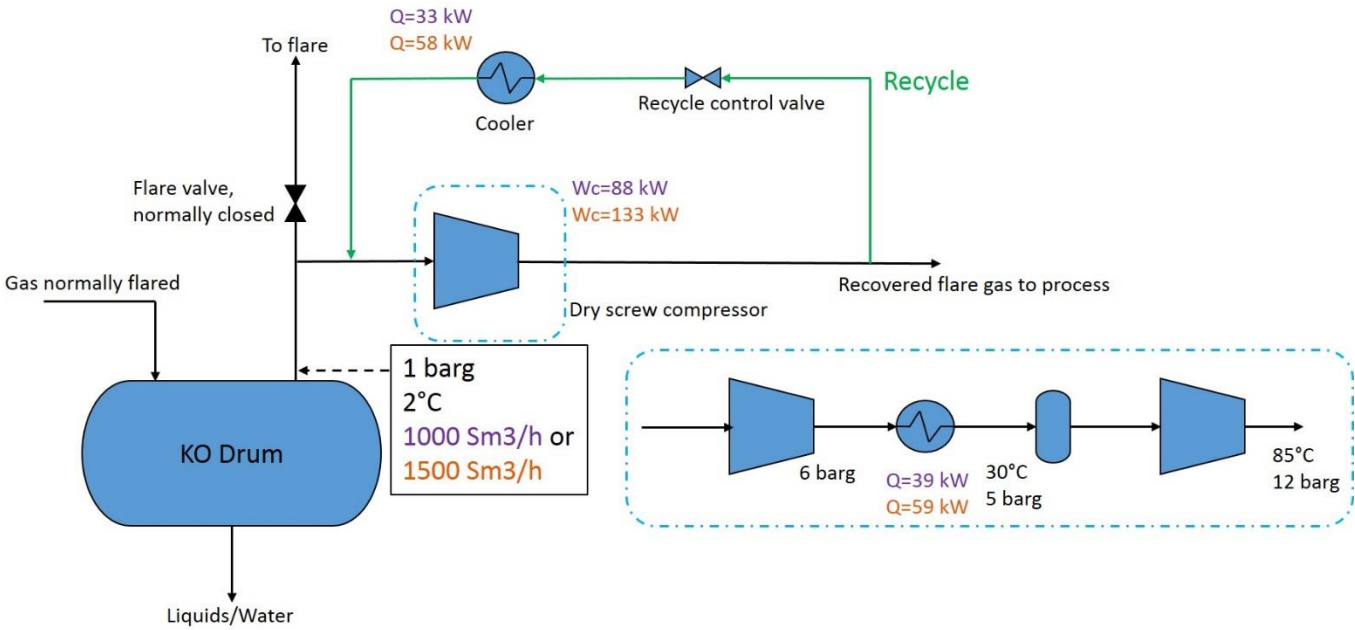 Q=33 kW
Q=58 kW
To flare
Recycle
Recycle control valve
Cooler
Flare valve,
normally closed
Wc=88 kW
Wc=133 kW
Gas normally flared
Recovered flare gas to process
Dry screw compressor
1 barg
2°C
1000 Sm3/h or
1500 Sm3/h
KO Drum
6 barg
Q=39 kW
Q=59 kW
30°C
5 barg
85°C
12 barg
Liquids/Water